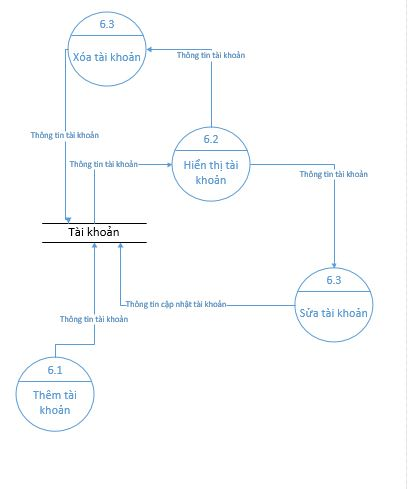 6.3
Xóa tài khoản
Thông tin tài khoản
Thông tin tài khoản
6.2
Hiển thị tài
khoản
Thông tin tài khoản
Thông tin tài khoản
Tài khoản
6.3
Sửa tài khoản
Thông tin cập nhật tài khoản
Thông tin tài khoản
6.1
Thêm tài
khoản